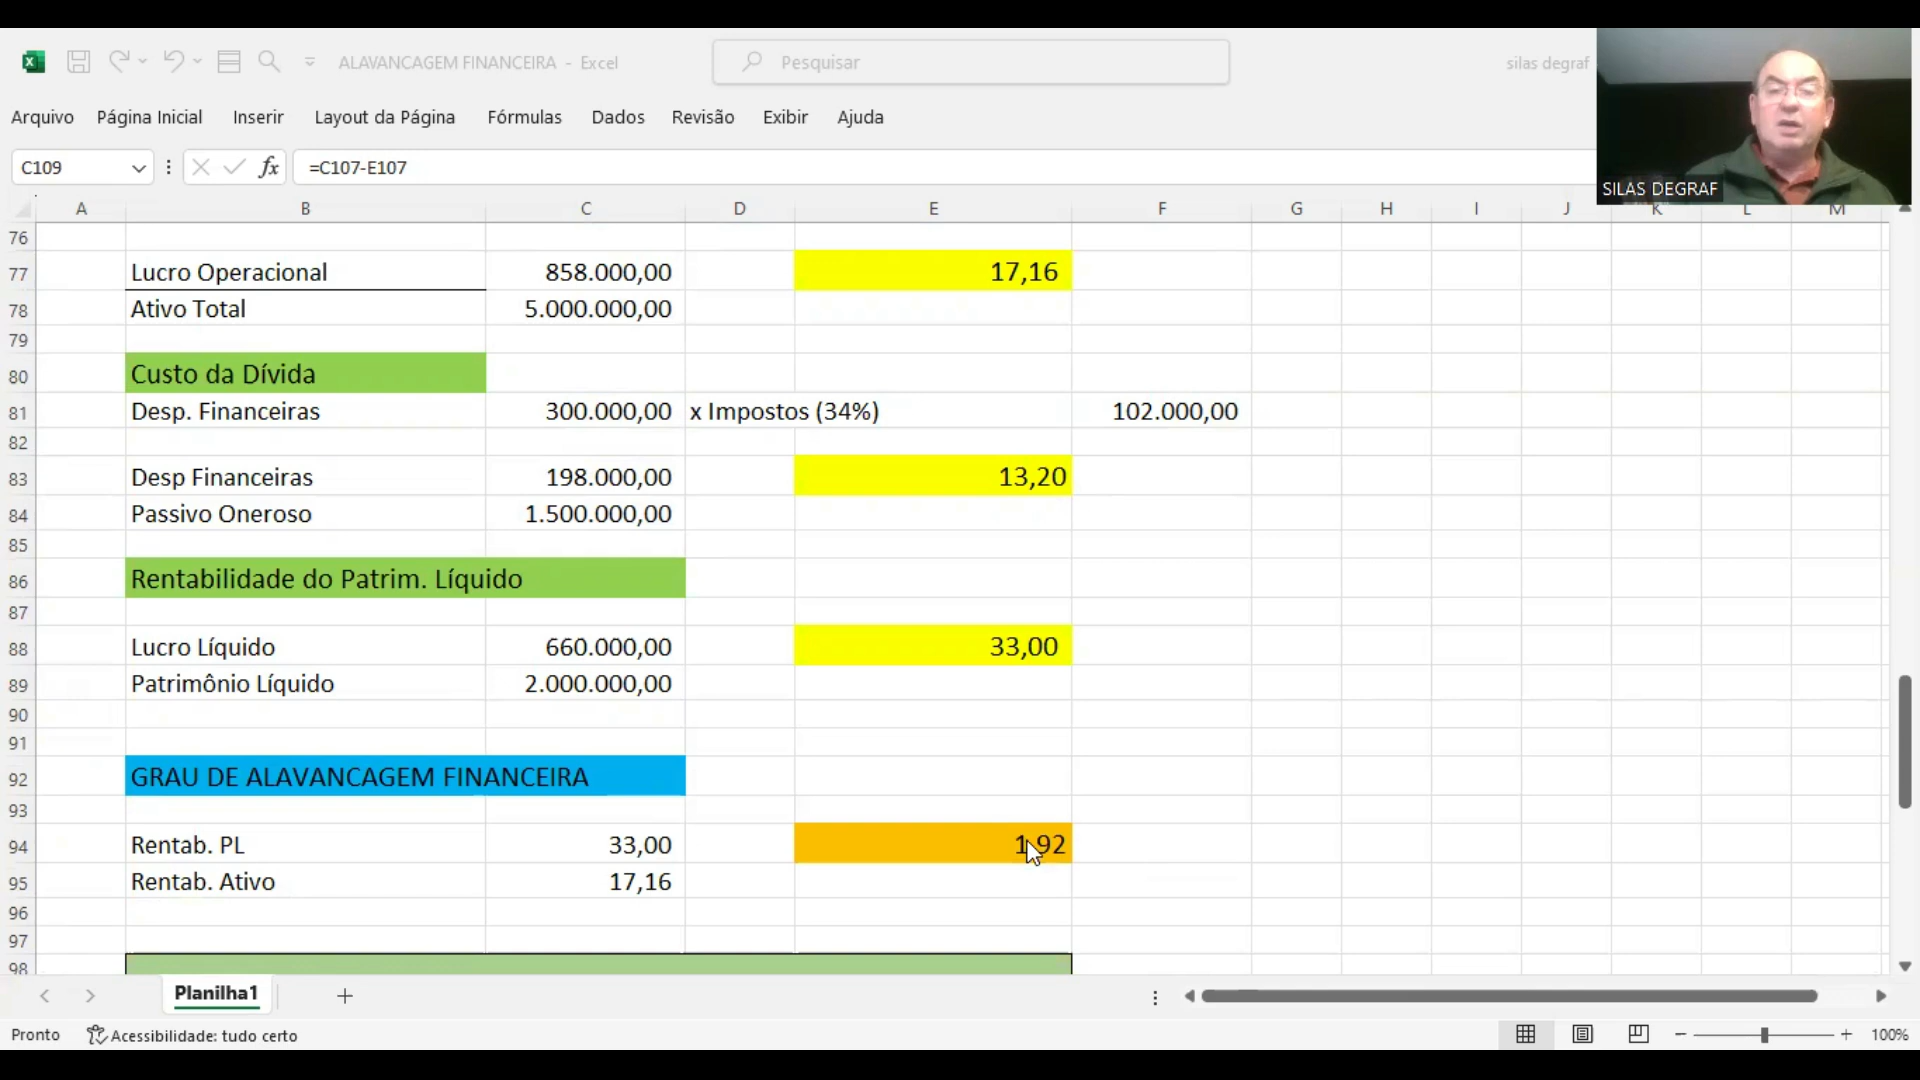 ALAVANCAGEM FINANCEIRA - Excel
Pesquisar
silas degraf
Arquivo Página Inicial Inserir Layout da Página Fórmulas Dados Revisão Exibir Ajuda
C109 fx =C107-E107
SILAS DEGRAF
A B C D E F G H I J K L M
76
77 Lucro Operacional 858.000,00 17,16
78 Ativo Total 5.000.000,00
79
80 Custo da Dívida
81 Desp. Financeiras 300.000,00 x Impostos (34%) 102.000,00
82
83 Desp Financeiras 198.000,00 13,20
84 Passivo Oneroso 1.500.000,00
85
86 Rentabilidade do Patrim. Líquido
87
88 Lucro Líquido 660.000,00 33,00
89 Patrimônio Líquido 2.000.000,00
90
91
92 GRAU DE ALAVANCAGEM FINANCEIRA
93
94 Rentab. PL 33,00 1,92
95 Rentab. Ativo 17,16
96
97
98
Planilha1
Pronto Acessibilidade: tudo certo 100%